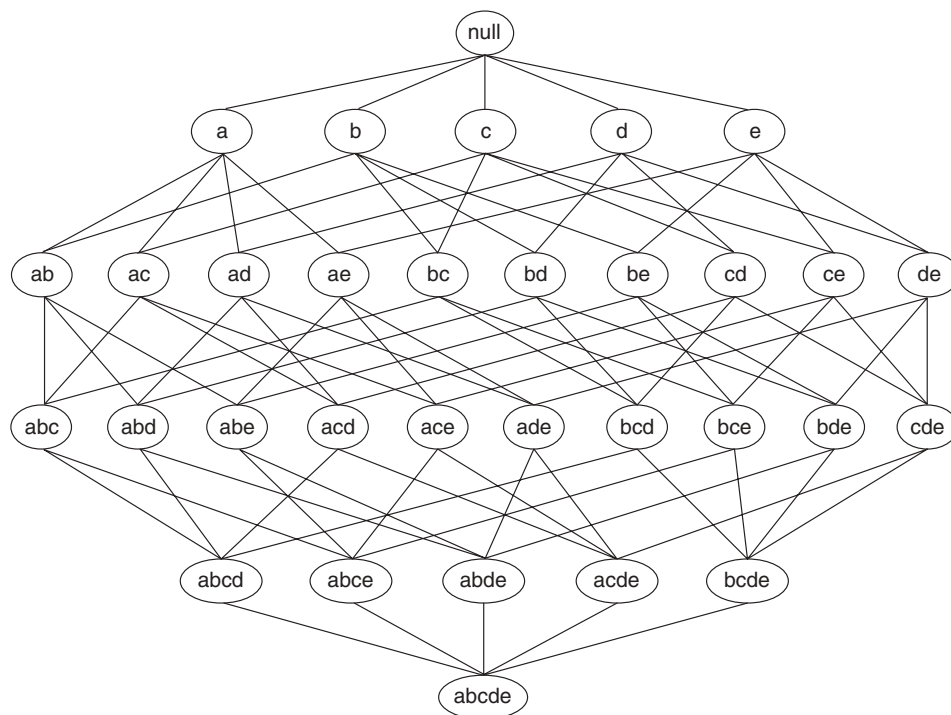 null
a b c d e
ab ac ad ae bc bd be cd ce de
abc abd abe acd ace ade bcd bce bde cde
abcd abce abde acde bcde
abcde